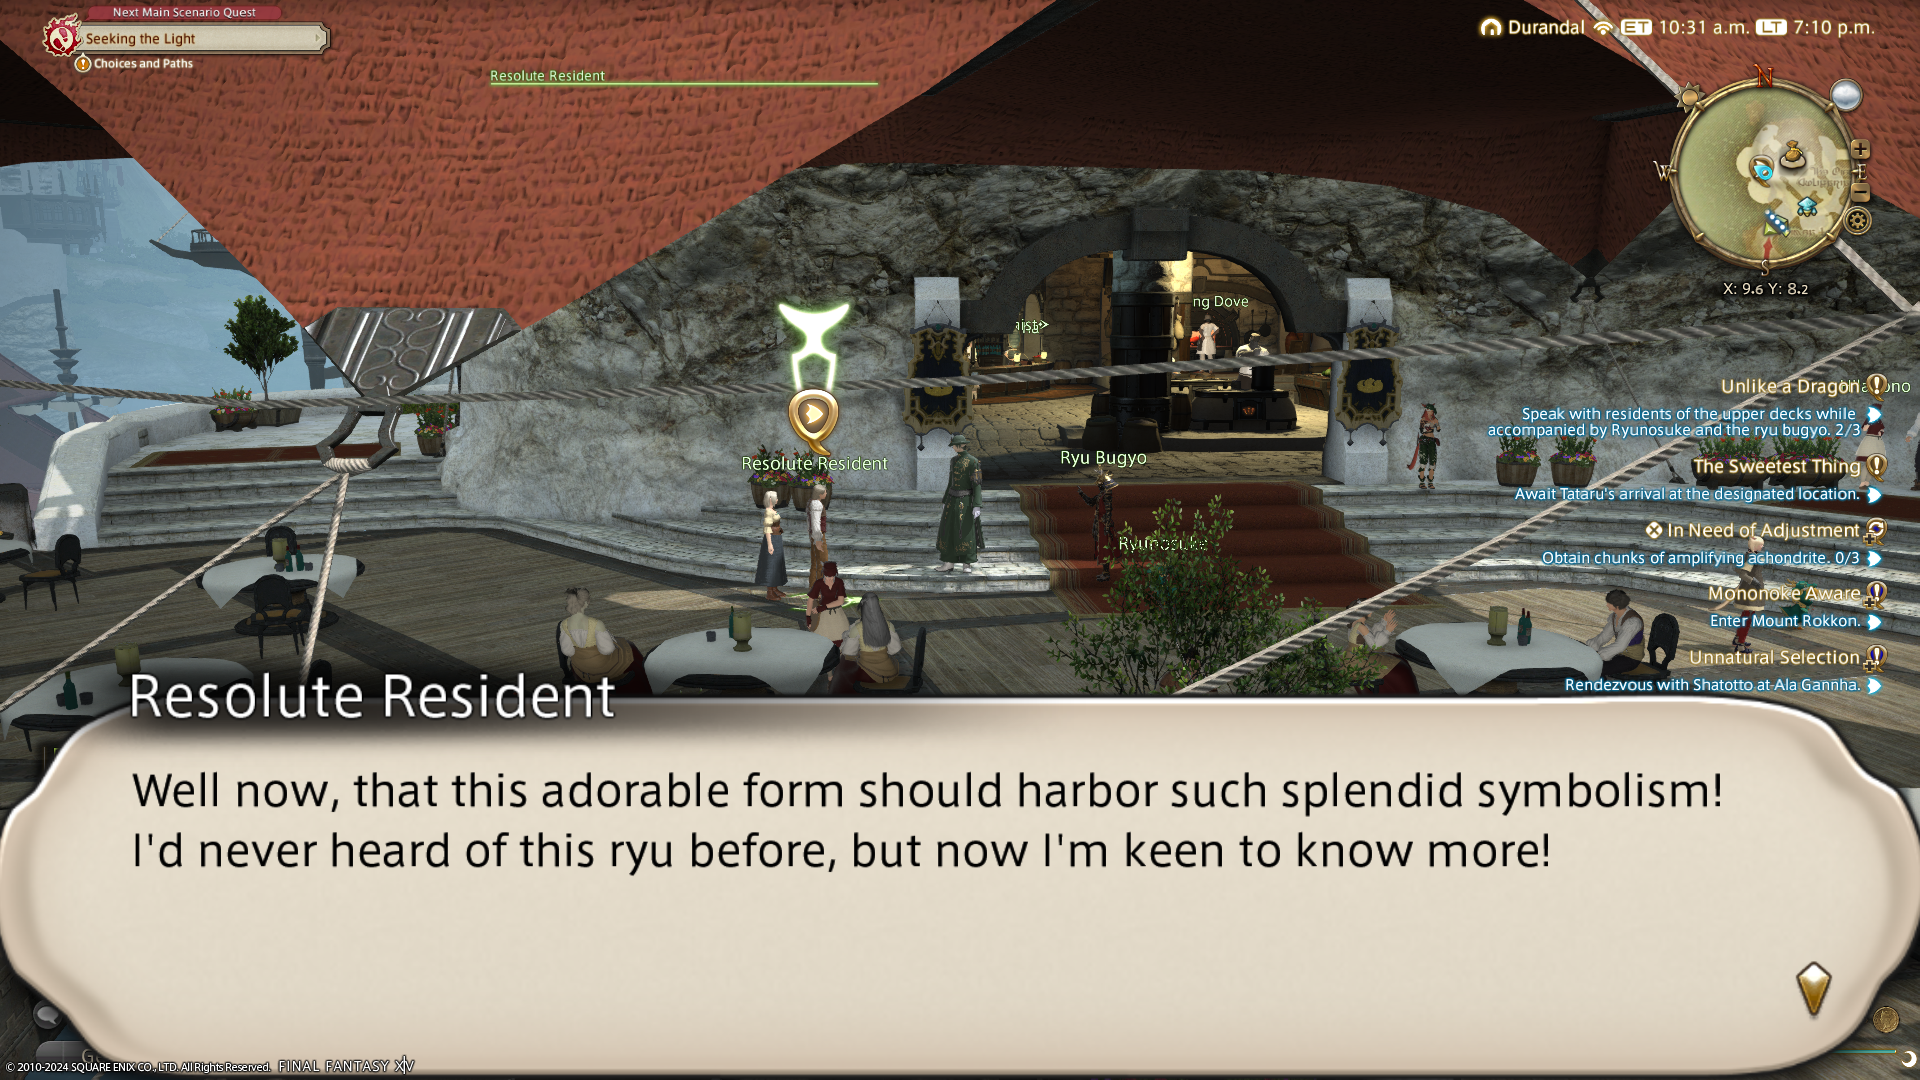 Next Main Scenario Quest
Seeking the Light
Choices and Paths
Resolute Resident
Durandal ET 10:31 a.m. LT 7:10 p.m.
N
W
E
S
X: 9.6 Y: 8.2
ng Dove
Resolute Resident
Ryu Bugyo
Ryunosuke
Unlike a Dragon
Speak with residents of the upper decks while
accompanied by Ryunosuke and the ryu bugyo. 2/3
The Sweetest Thing
Await Tataru's arrival at the designated location.
In Need of Adjustment
Obtain chunks of amplifying achondrite. 0/3
Mononoke Aware
Enter Mount Rokkon.
Unnatural Selection
Rendezvous with Shatotto at Ala Gannha.
Resolute Resident
Well now, that this adorable form should harbor such splendid symbolism!
I'd never heard of this ryu before, but now I'm keen to know more!
© 2010-2024 SQUARE ENIX CO., LTD. All Rights Reserved. FINAL FANTASY XIV